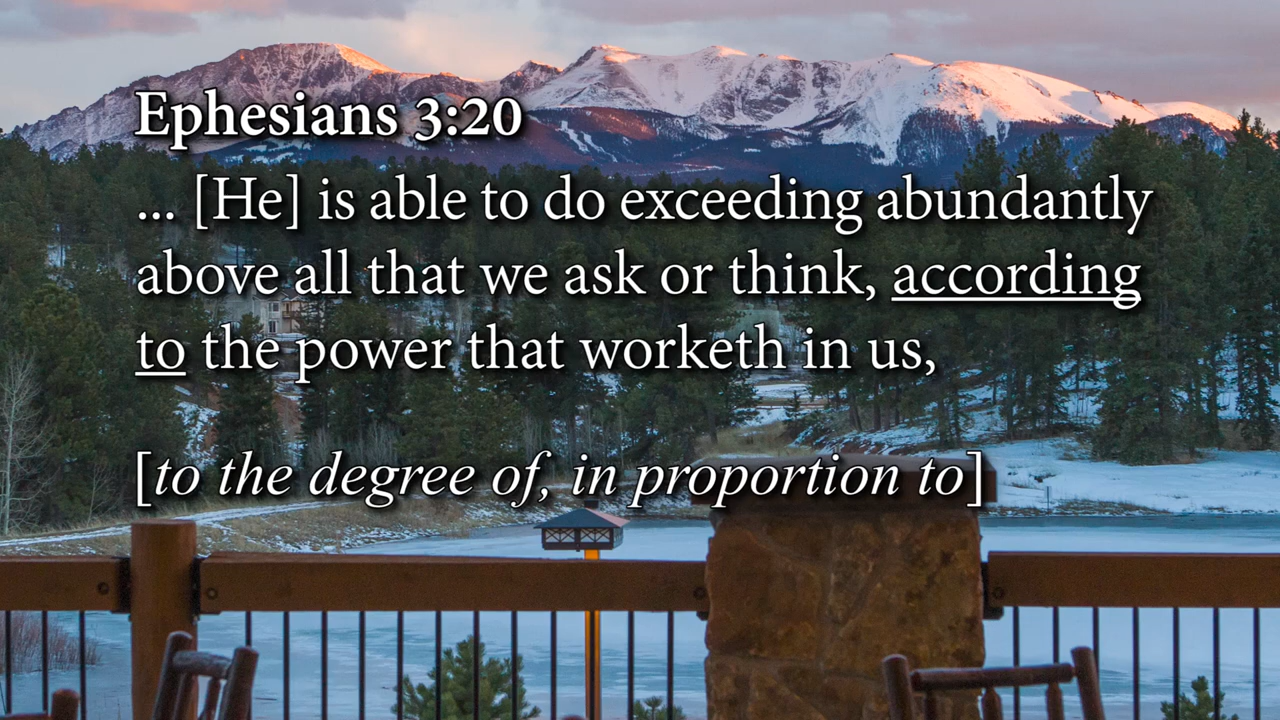 Ephesians 3:20
... [He] is able to do exceeding abundantly
above all that we ask or think, according
to the power that worketh in us,
[to the degree of, in proportion to]